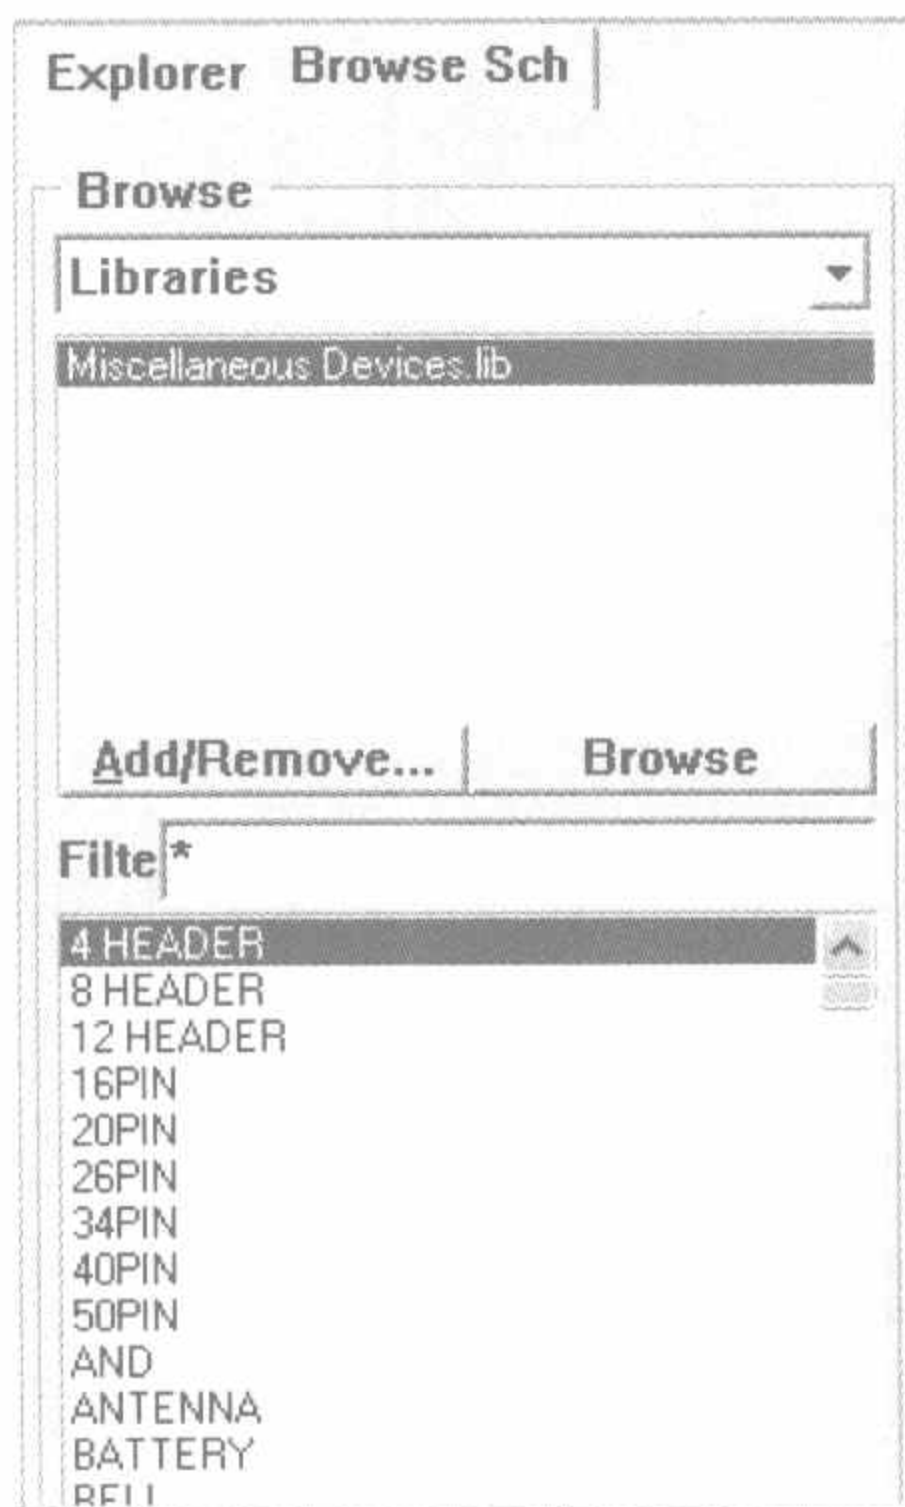 Explorer Browse Sch
Browse
Libraries
Miscellaneous Devices.lib
Add/Remove... Browse
Filte *
4 HEADER
8 HEADER
12 HEADER
16PIN
20PIN
26PIN
34PIN
40PIN
50PIN
AND
ANTENNA
BATTERY
BELL